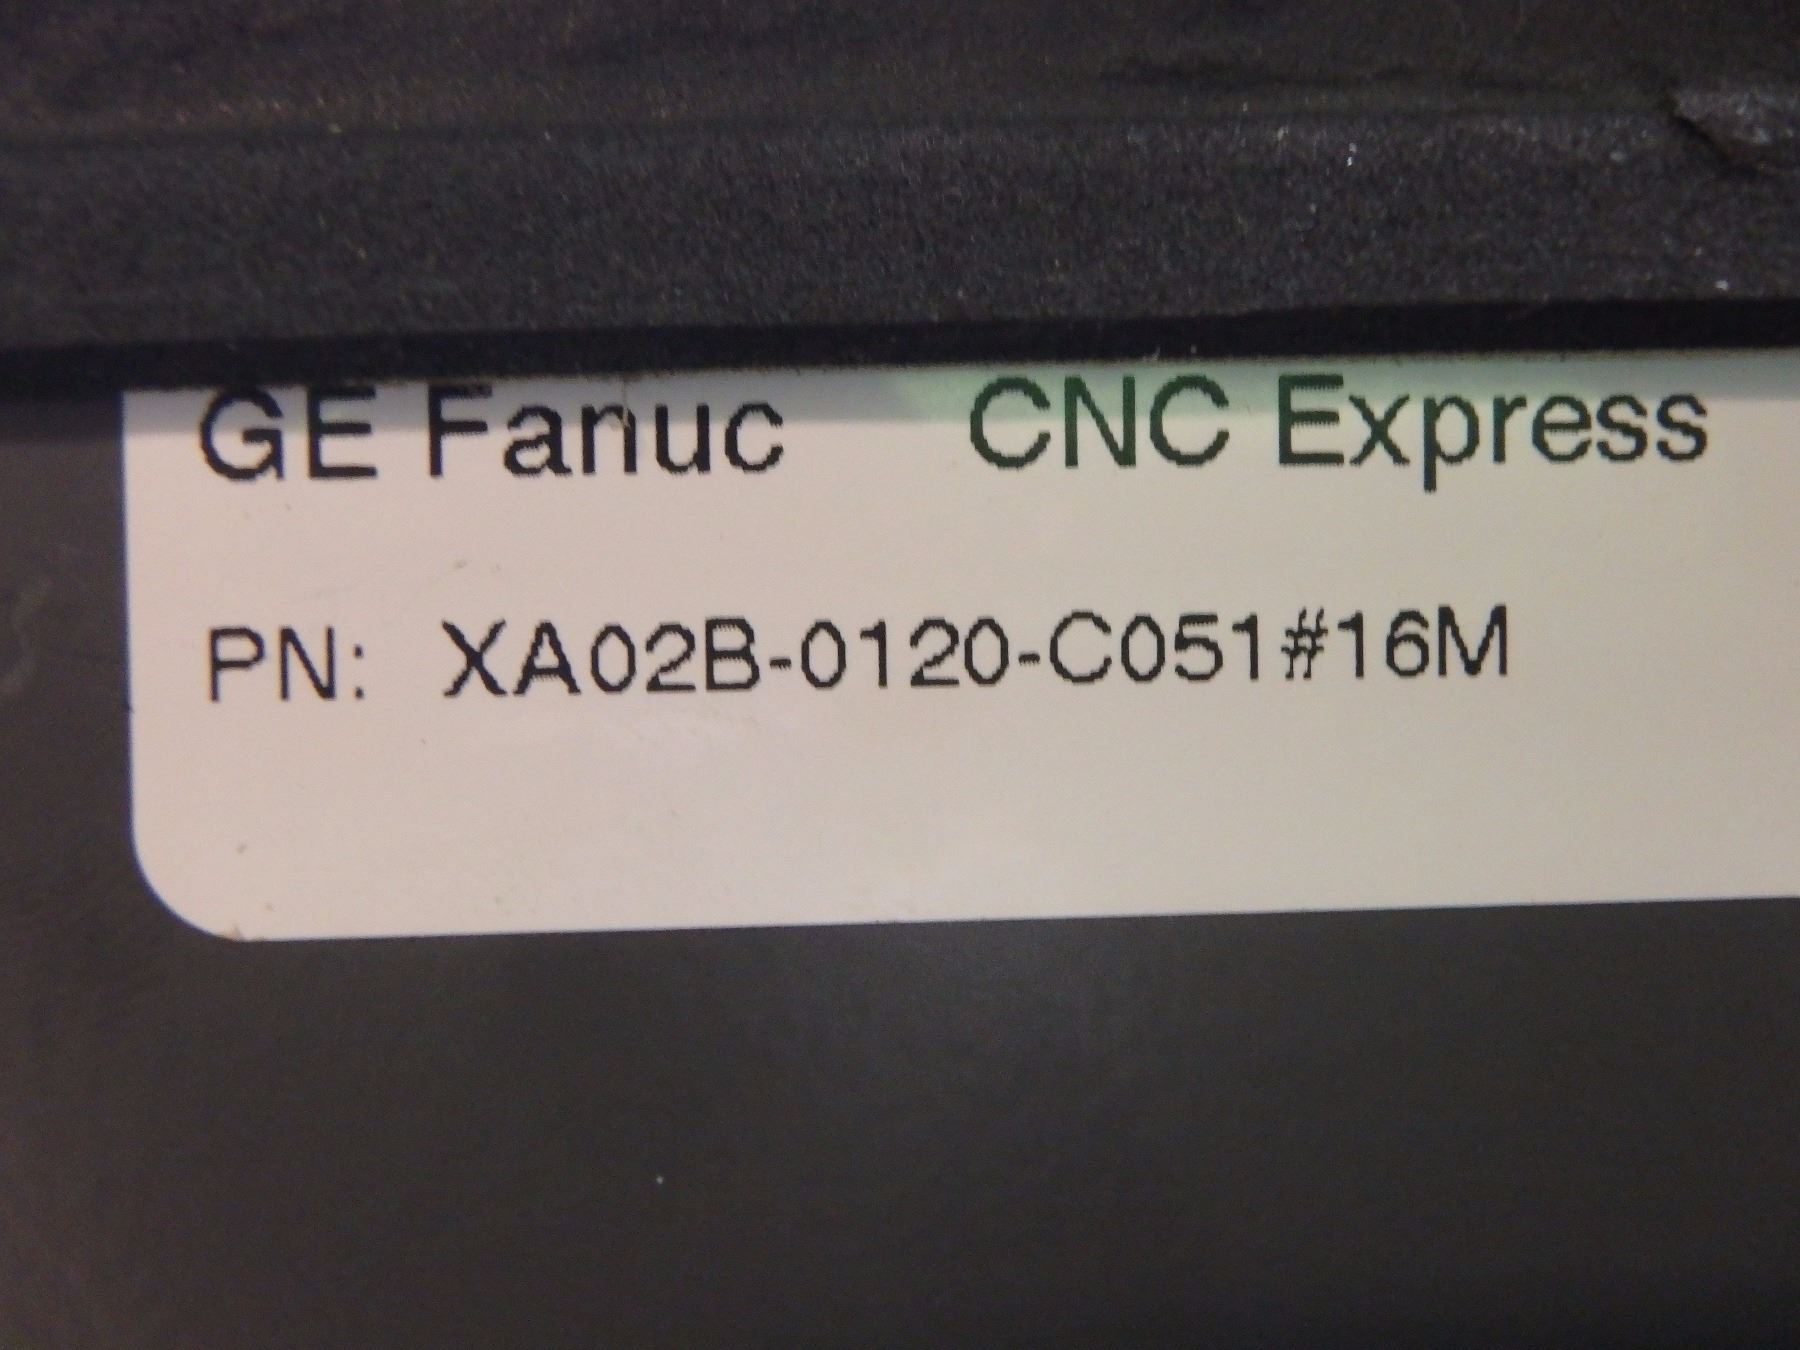 GE Fanuc CNC Express
PN: XA02B-0120-C051#16M